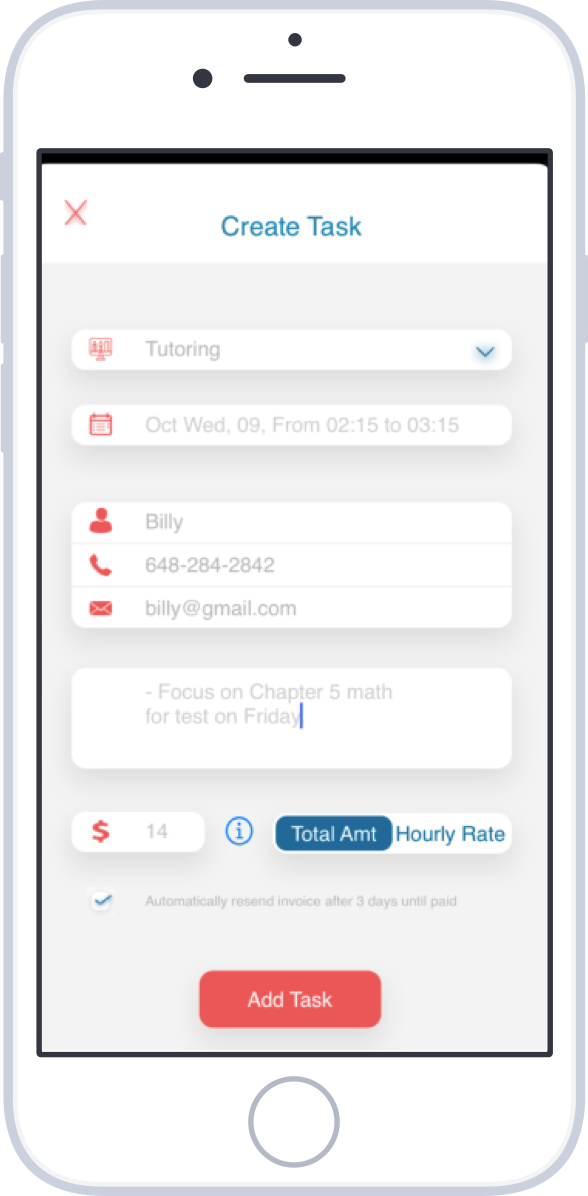 Create Task
Tutoring
Oct Wed, 09, From 02:15 to 03:15
Billy
648-284-2842
billy@gmail.com
- Focus on Chapter 5 math
for test on Friday
$ 14 Total Amt Hourly Rate
Automatically resend invoice after 3 days until paid
Add Task